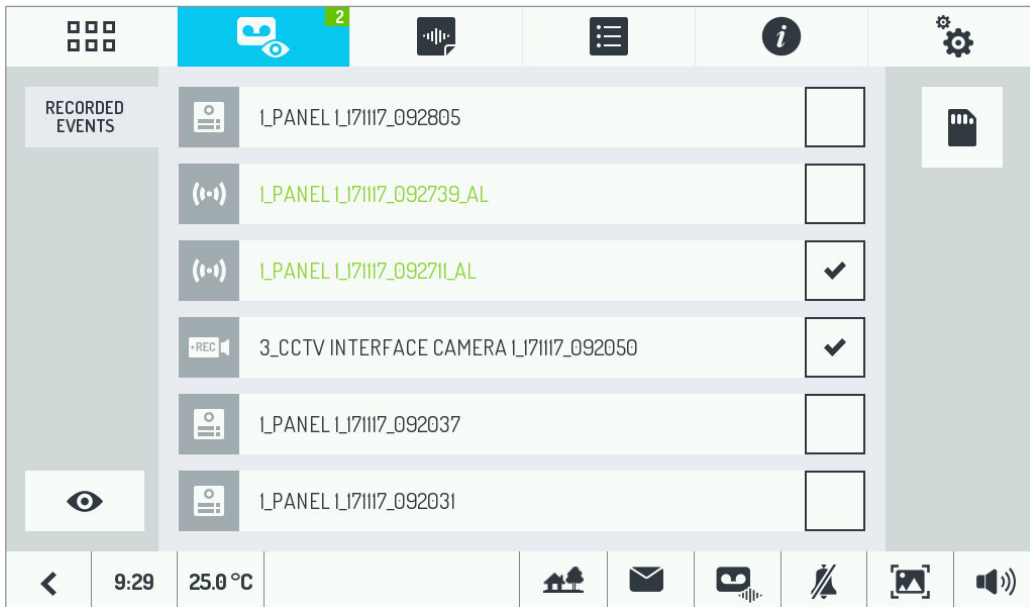 2
RECORDED
EVENTS
1_PANEL 1_171117_092805
1_PANEL 1_171117_092739_AL
1_PANEL 1_171117_092711_AL
•REC
3_CCTV INTERFACE CAMERA 1_171117_092050
1_PANEL 1_171117_092037
1_PANEL 1_171117_092031
9:29
25.0 °C